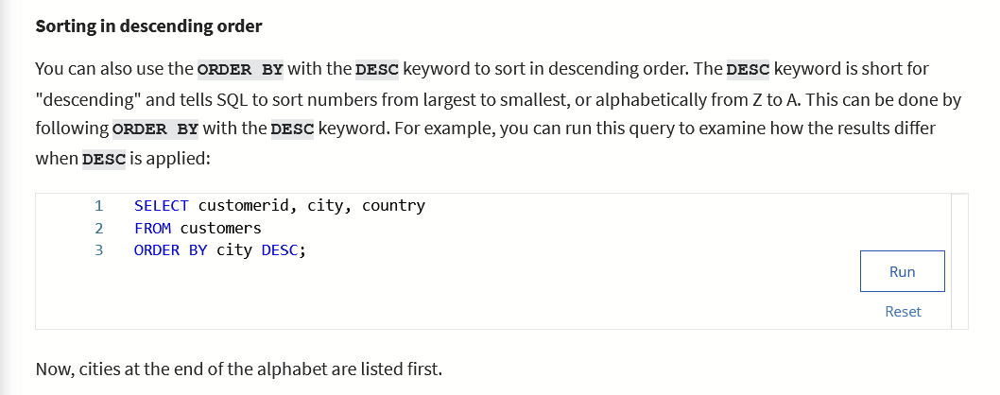 Sorting in descending order
You can also use the ORDER BY with the DESC keyword to sort in descending order. The DESC keyword is short for
"descending" and tells SQL to sort numbers from largest to smallest, or alphabetically from Z to A. This can be done by
following ORDER BY with the DESC keyword. For example, you can run this query to examine how the results differ
when DESC is applied:
1 SELECT customerid, city, country
2 FROM customers
3 ORDER BY city DESC;
Run
Reset
Now, cities at the end of the alphabet are listed first.